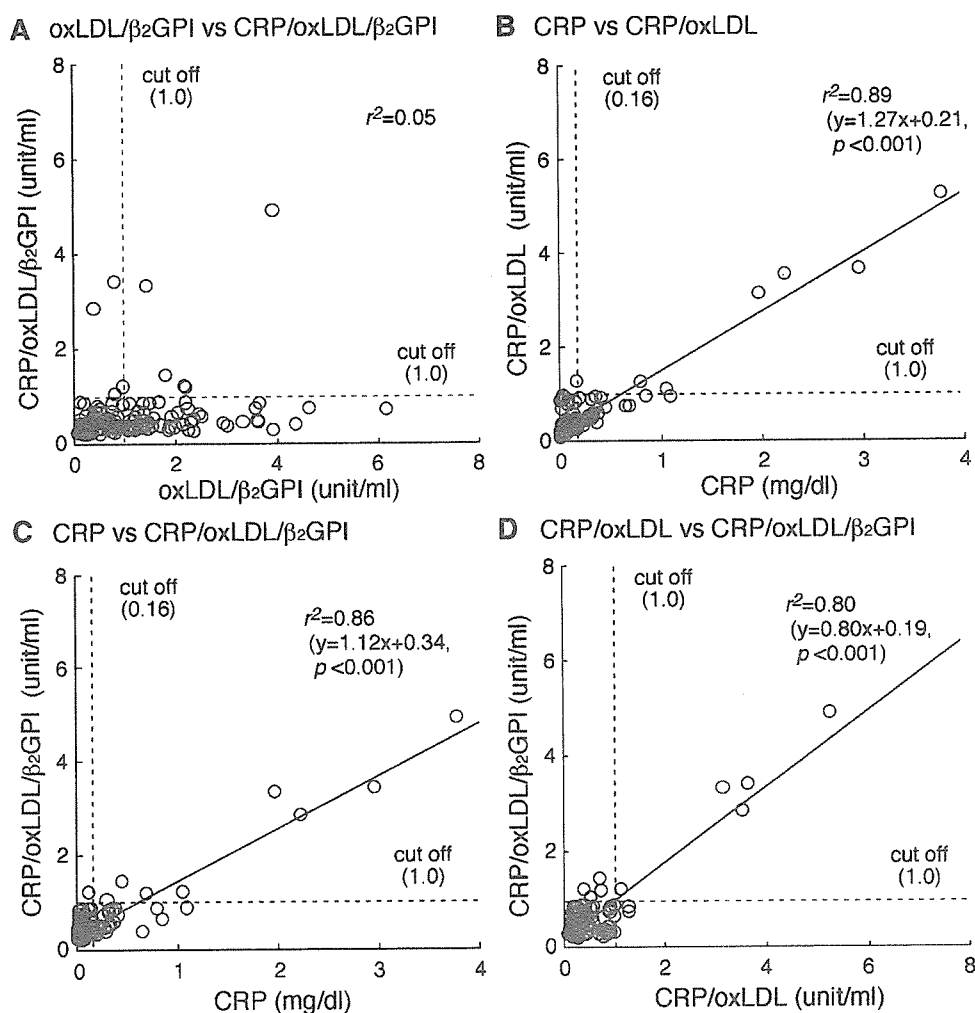 A oxLDL/β₂GPI vs CRP/oxLDL/β₂GPI
8
6
4
2
0
CRP/oxLDL/β₂GPI (unit/ml)
cut off
(1.0)
r²=0.05
cut off
(1.0)
0 2 4 6 8
oxLDL/β₂GPI (unit/ml)
B CRP vs CRP/oxLDL
8
6
4
2
0
CRP/oxLDL (unit/ml)
cut off
(0.16)
r²=0.89
(y=1.27x+0.21,
p<0.001)
cut off
(1.0)
0 1 2 3 4
CRP (mg/dl)
C CRP vs CRP/oxLDL/β₂GPI
8
6
4
2
0
CRP/oxLDL/β₂GPI (unit/ml)
cut off
(0.16)
r²=0.86
(y=1.12x+0.34,
p<0.001)
cut off
(1.0)
0 1 2 3 4
CRP (mg/dl)
D CRP/oxLDL vs CRP/oxLDL/β₂GPI
8
6
4
2
0
CRP/oxLDL/β₂GPI (unit/ml)
cut off
(1.0)
r²=0.80
(y=0.80x+0.19,
p<0.001)
cut off
(1.0)
0 2 4 6 8
CRP/oxLDL (unit/ml)